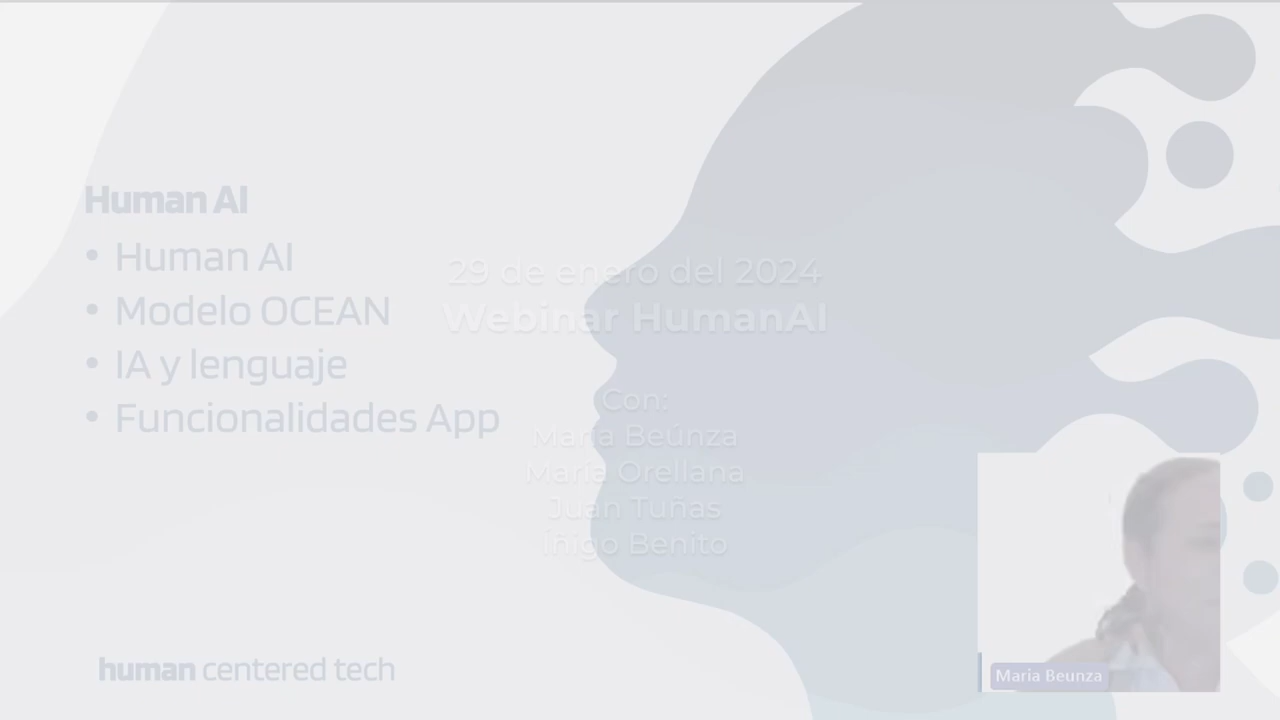 Human AI
• Human AI
• Modelo OCEAN
• IA y lenguaje
• Funcionalidades App
29 de enero del 2024
Webinar HumanAI
Con:
María Beúnza
María Orellana
Juan Tuñas
Íñigo Benito
human centered tech
Maria Beunza